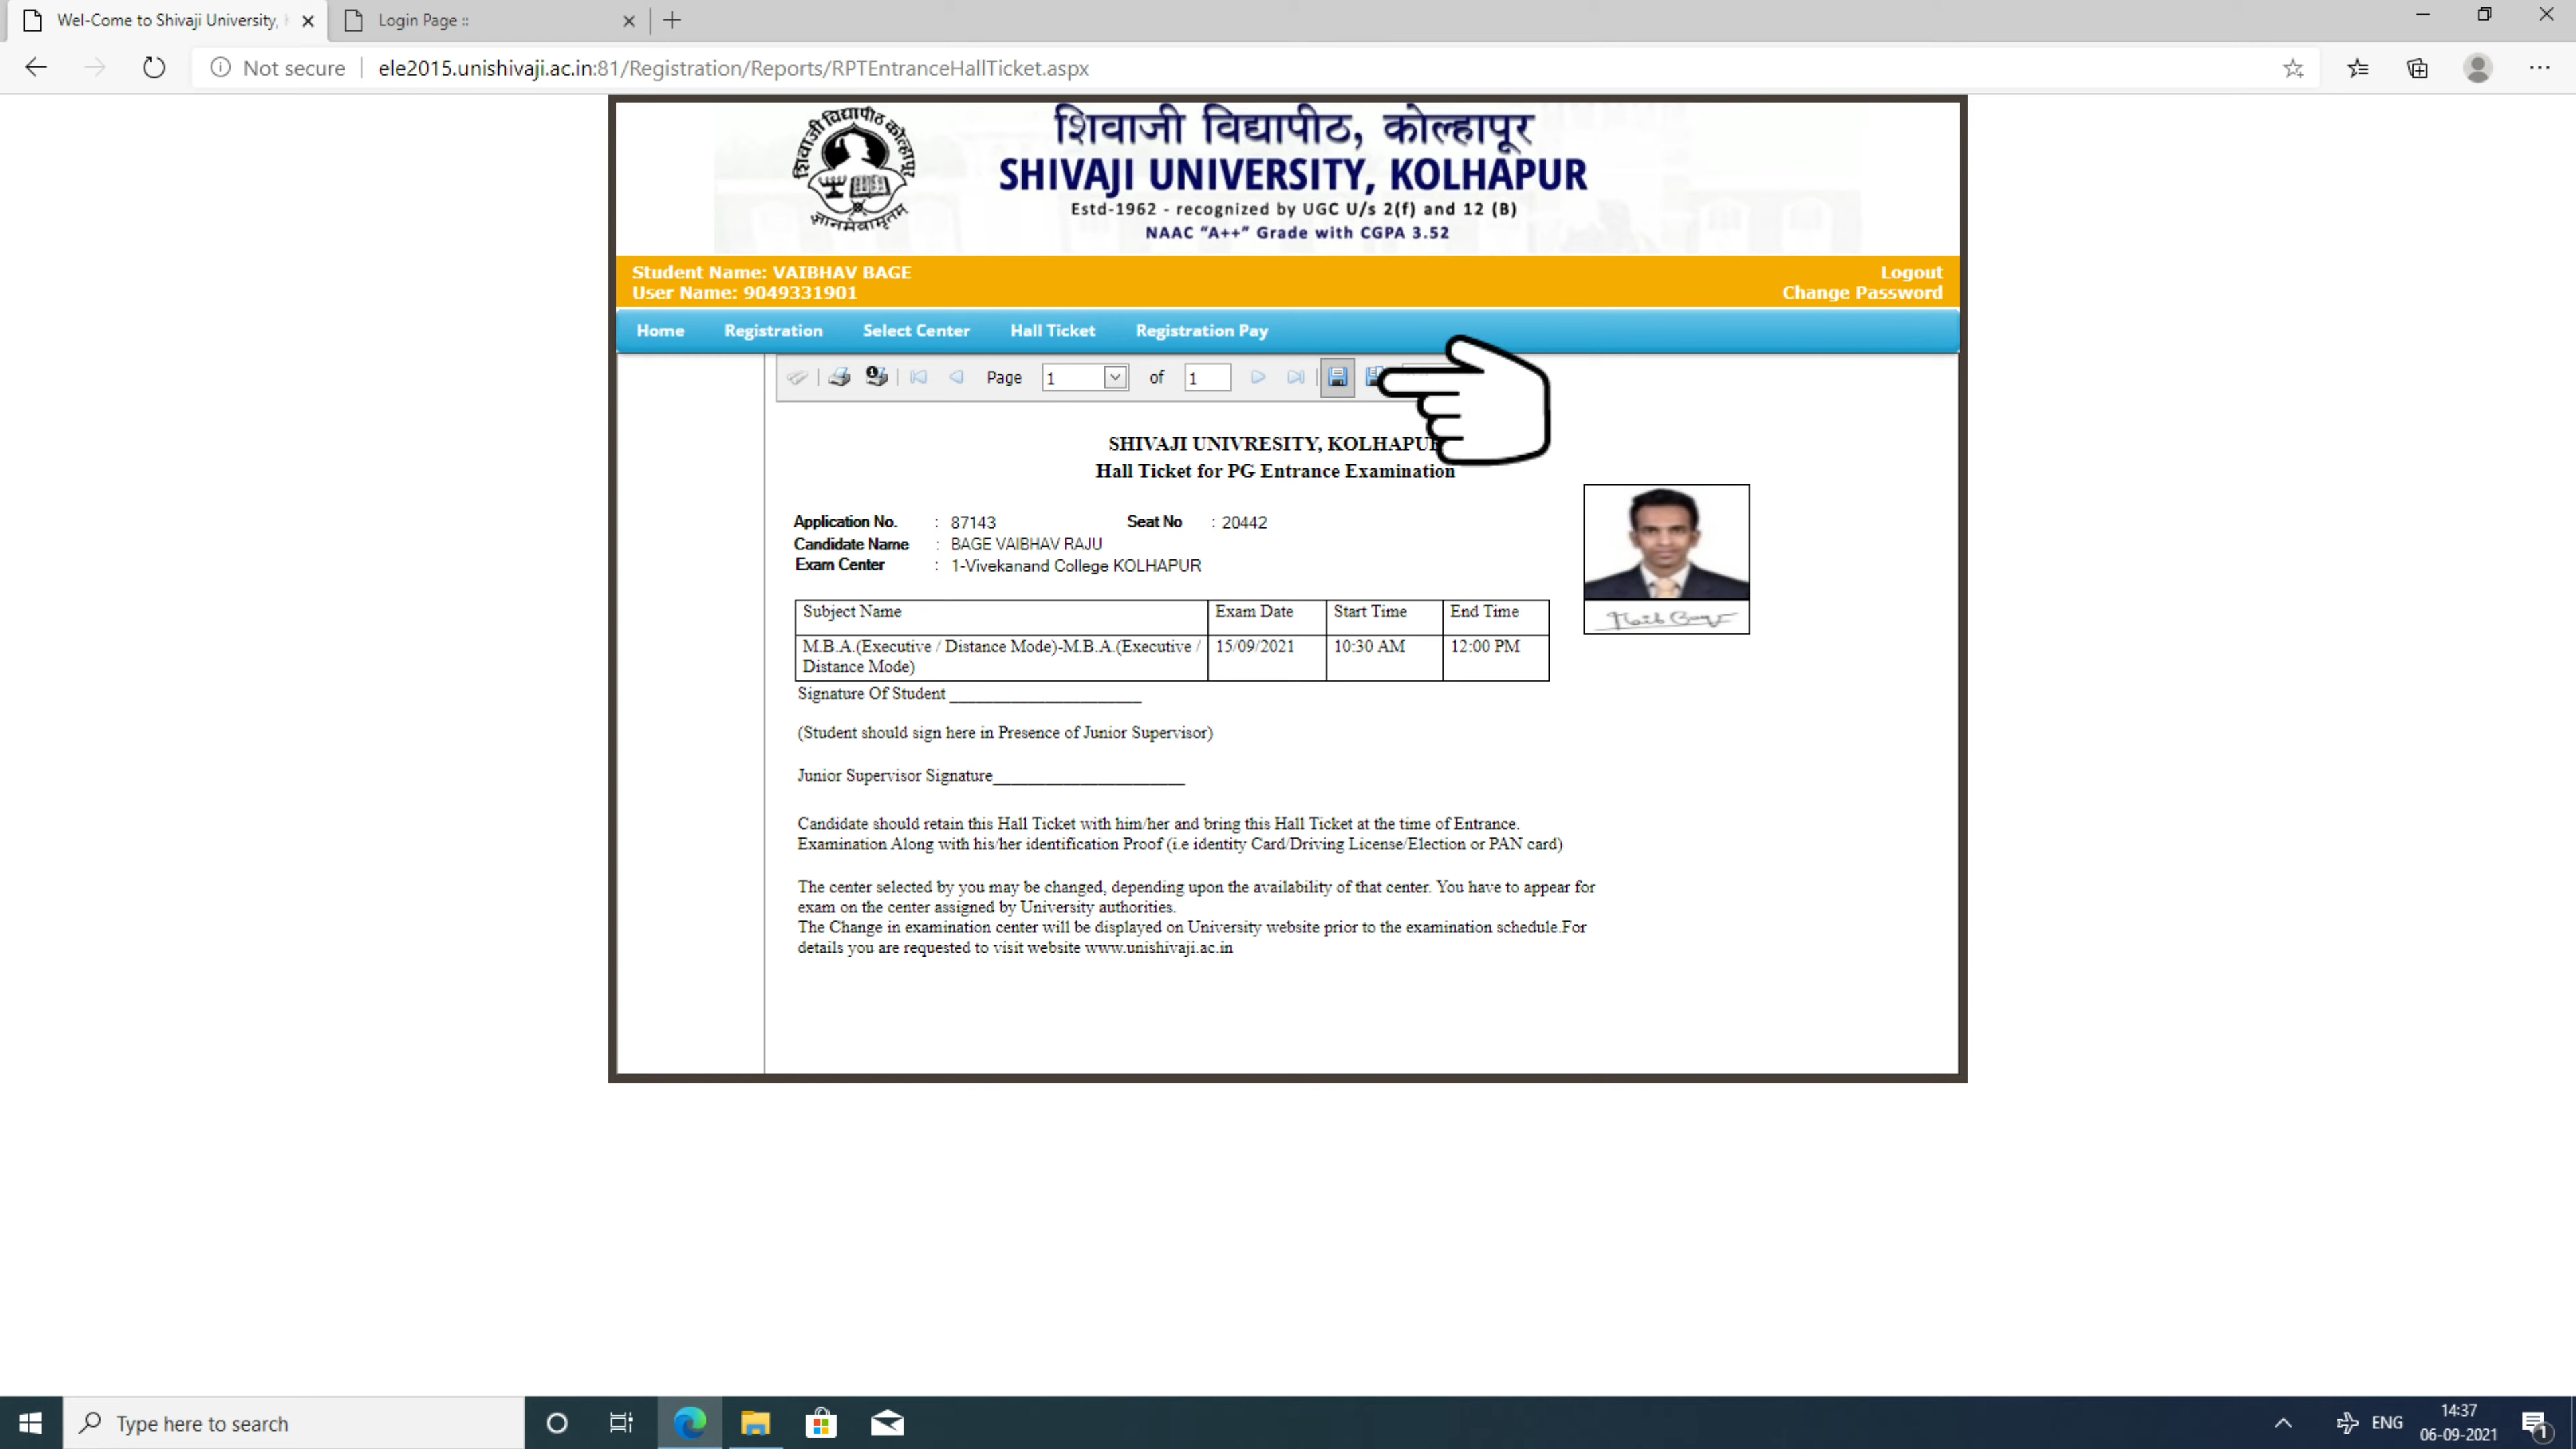 Wel-Come to Shivaji University,
Login Page ::
Not secure
ele2015.unishivaji.ac.in:81/Registration/Reports/RPTEntranceHallTicket.aspx
शिवाजी विद्यापीठ कोल्हापूर
ज्ञानमेवामृतम्
शिवाजी विद्यापीठ, कोल्हापूर
SHIVAJI UNIVERSITY, KOLHAPUR
Estd-1962 - recognized by UGC U/s 2(f) and 12 (B)
NAAC “A++” Grade with CGPA 3.52
Student Name: VAIBHAV BAGE
Logout
User Name: 9049331901
Change Password
Home Registration Select Center Hall Ticket Registration Pay
Page 1 of 1
SHIVAJI UNIVRESITY, KOLHAPUR
Hall Ticket for PG Entrance Examination
Application No. : 87143 Seat No : 20442
Candidate Name : BAGE VAIBHAV RAJU
Exam Center : 1-Vivekanand College KOLHAPUR
Subject Name Exam Date Start Time End Time
M.B.A.(Executive / Distance Mode)-M.B.A.(Executive / 15/09/2021 10:30 AM 12:00 PM
Distance Mode)
Signature Of Student
(Student should sign here in Presence of Junior Supervisor)
Junior Supervisor Signature
Candidate should retain this Hall Ticket with him/her and bring this Hall Ticket at the time of Entrance.
Examination Along with his/her identification Proof (i.e identity Card/Driving License/Election or PAN card)
The center selected by you may be changed, depending upon the availability of that center. You have to appear for
exam on the center assigned by University authorities.
The Change in examination center will be displayed on University website prior to the examination schedule.For
details you are requested to visit website www.unishivaji.ac.in
Type here to search
ENG
14:37
06-09-2021
1